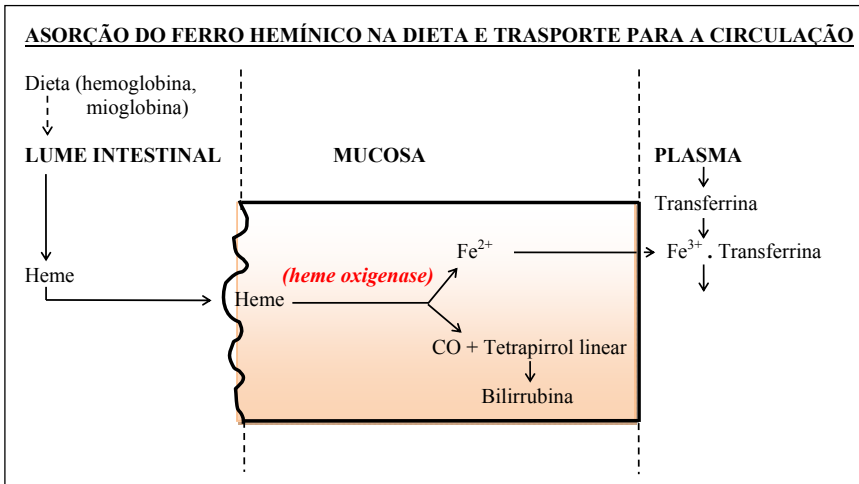 ASORÇÃO DO FERRO HEMÍNICO NA DIETA E TRASPORTE PARA A CIRCULAÇÃO
Dieta (hemoglobina,
mioglobina)
LUME INTESTINAL
MUCOSA
PLASMA
Transferrina
Fe²⁺
Fe³⁺ . Transferrina
Heme
(heme oxigenase)
Heme
CO + Tetrapirrol linear
Bilirrubina